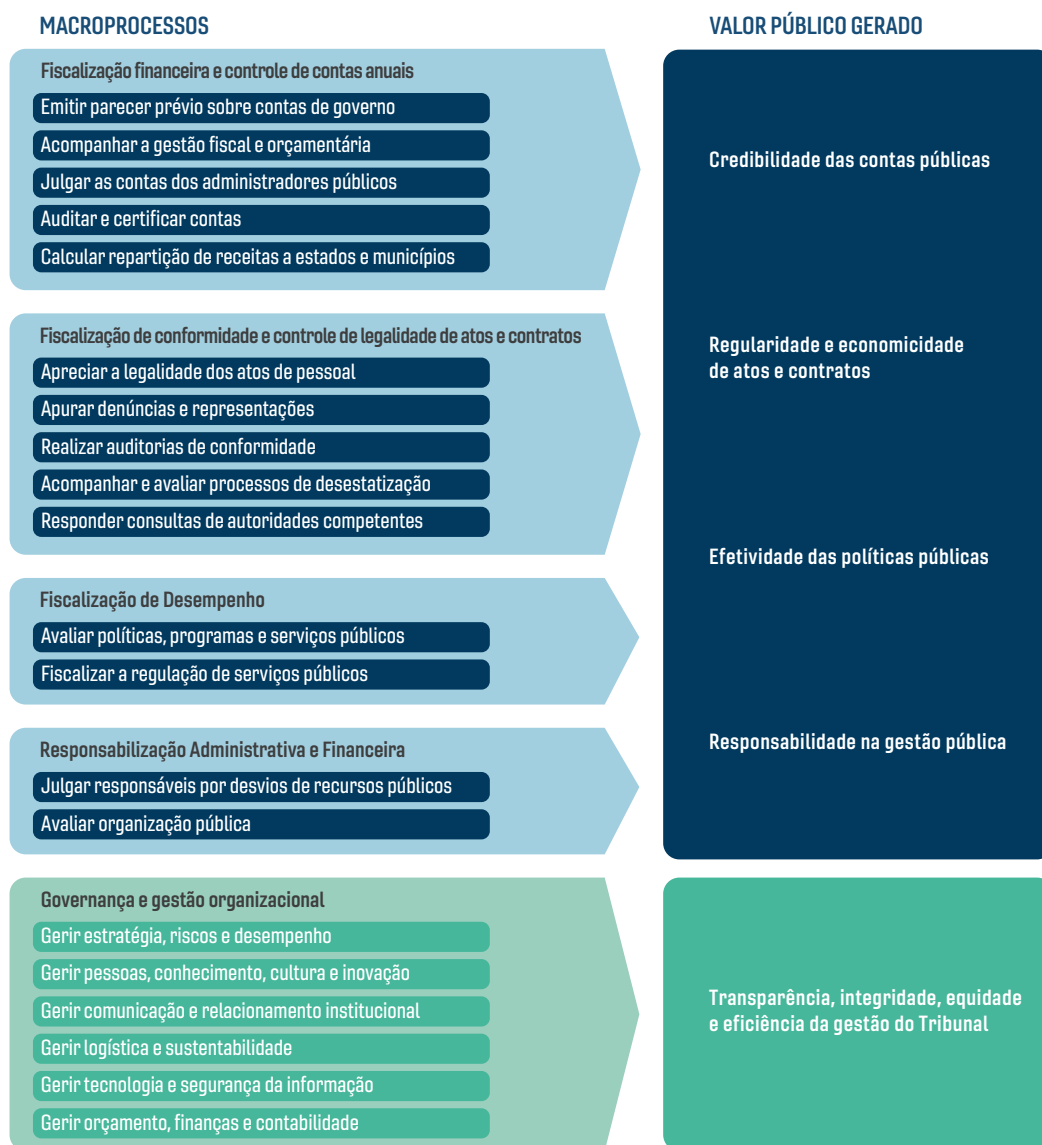 MACROPROCESSOS
Fiscalização financeira e controle de contas anuais
Emitir parecer prévio sobre contas de governo
Acompanhar a gestão fiscal e orçamentária
Julgar as contas dos administradores públicos
Auditar e certificar contas
Calcular repartição de receitas a estados e municípios
Fiscalização de conformidade e controle de legalidade de atos e contratos
Apreciar a legalidade dos atos de pessoal
Apurar denúncias e representações
Realizar auditorias de conformidade
Acompanhar e avaliar processos de desestatização
Responder consultas de autoridades competentes
Fiscalização de Desempenho
Avaliar políticas, programas e serviços públicos
Fiscalizar a regulação de serviços públicos
Responsabilização Administrativa e Financeira
Julgar responsáveis por desvios de recursos públicos
Avaliar organização pública
Governança e gestão organizacional
Gerir estratégia, riscos e desempenho
Gerir pessoas, conhecimento, cultura e inovação
Gerir comunicação e relacionamento institucional
Gerir logística e sustentabilidade
Gerir tecnologia e segurança da informação
Gerir orçamento, finanças e contabilidade
VALOR PÚBLICO GERADO
Credibilidade das contas públicas
Regularidade e economicidade
de atos e contratos
Efetividade das políticas públicas
Responsabilidade na gestão pública
Transparência, integridade, equidade
e eficiência da gestão do Tribunal